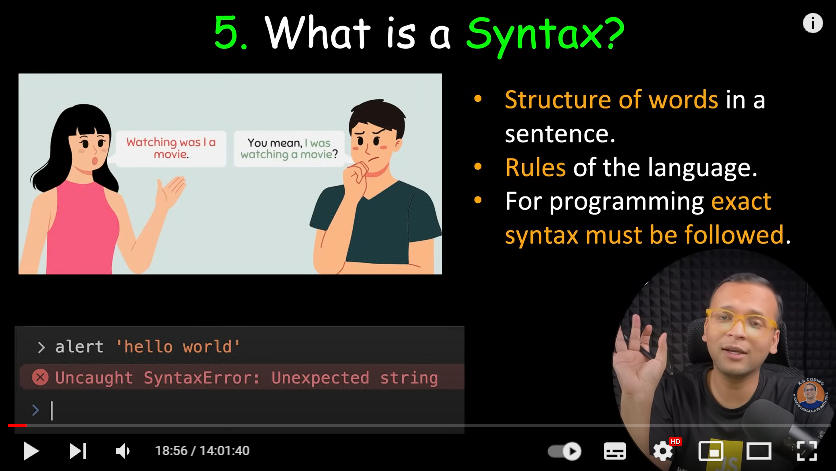 5. What is a Syntax?
Watching was I a
movie.
You mean, I was
watching a movie?
• Structure of words in a
sentence.
• Rules of the language.
• For programming exact
syntax must be followed.
> alert 'hello world'
Uncaught SyntaxError: Unexpected string
>
18:56 / 14:01:40
HD